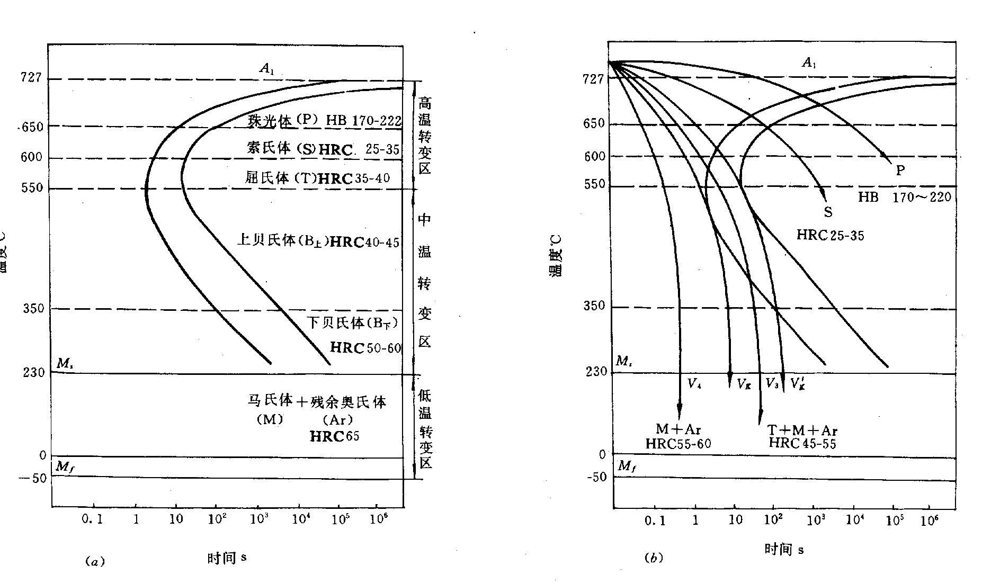 A₁
727
珠光体(P) HB 170-222
650
索氏体(S)HRC. 25-35
600
屈氏体(T)HRC35-40
550
上贝氏体(B上)HRC40-45
350
下贝氏体(B下)
HRC50-60
Mₛ
230
马氏体+残余奥氏体
(M) (Ar)
HRC65
0
M_f
—50
0.1 1 10 10² 10³ 10⁴ 10⁵ 10⁶
时间 s
(a)
温度℃
高温转变区
中温转变区
低温转变区
A₁
727
650
600
P
550
HB 170～220
S
HRC25-35
350
Mₛ
230
V₄ V_K V₃ V_K′
M+Ar
HRC55-60
T+M+Ar
HRC45-55
0
M_f
-50
0.1 1 10 10² 10³ 10⁴ 10⁵ 10⁶
时间 s
(b)
温度℃